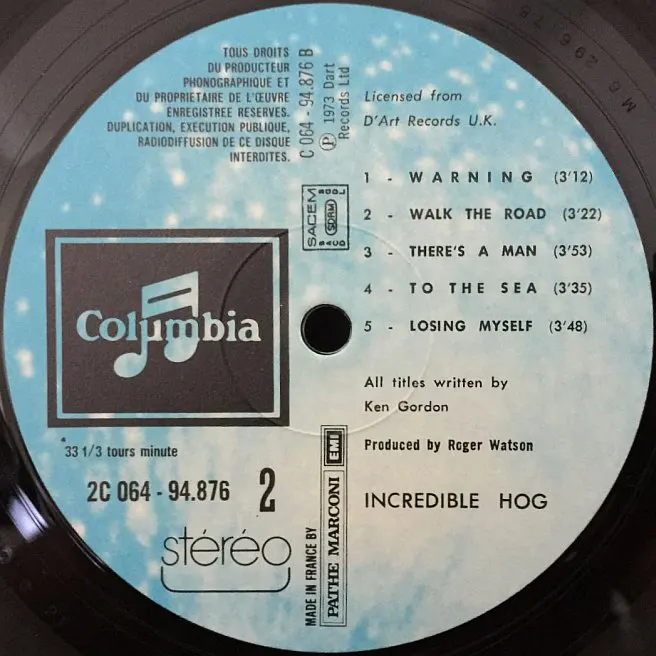 TOUS DROITS
DU PRODUCTEUR
PHONOGRAPHIQUE ET
DU PROPRIETAIRE DE L'ŒUVRE
ENREGISTREE RESERVES.
DUPLICATION, EXECUTION PUBLIQUE,
RADIODIFFUSION DE CE DISQUE
INTERDITES.
C 064 - 94.876 B
Ⓟ 1973 Dart
Records Ltd
Licensed from
D'Art Records U.K.
1 - WARNING (3'12)
2 - WALK THE ROAD (3'22)
3 - THERE'S A MAN (3'53)
4 - TO THE SEA (3'35)
5 - LOSING MYSELF (3'48)
SACEM
SDRM
Columbia
All titles written by
Ken Gordon
Produced by Roger Watson
INCREDIBLE HOG
33 1/3 tours minute
2C 064 - 94.876 2
stéréo
MADE IN FRANCE BY
PATHE MARCONI EMI